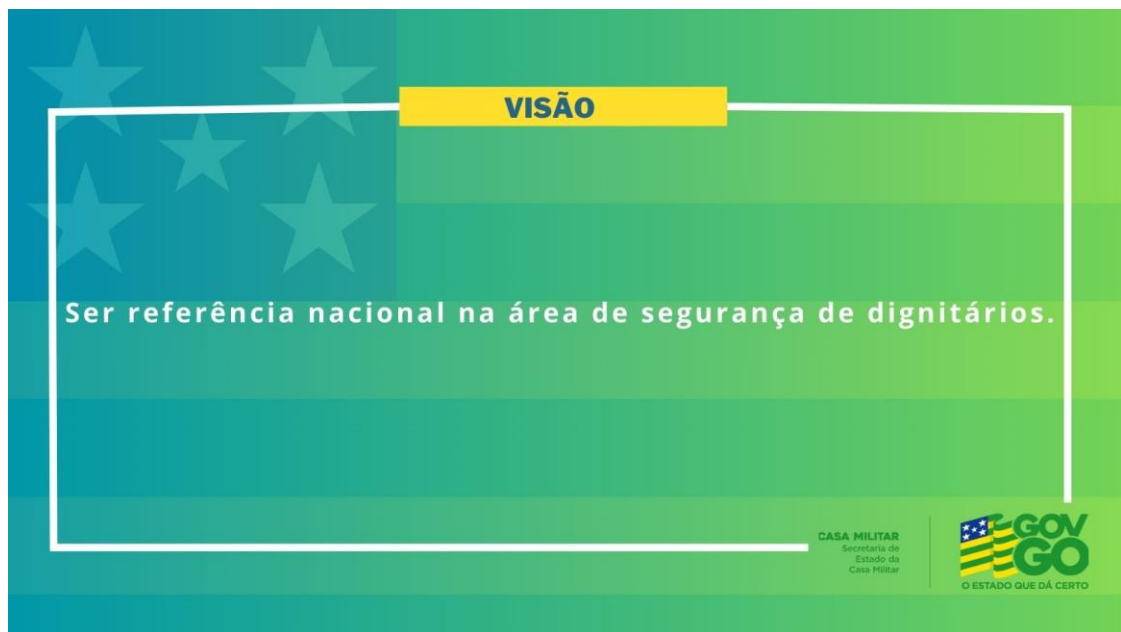 VISÃO
Ser referência nacional na área de segurança de dignitários.
CASA MILITAR
Secretaria de
Estado da
Casa Militar
GOV
GO
O ESTADO QUE DÁ CERTO